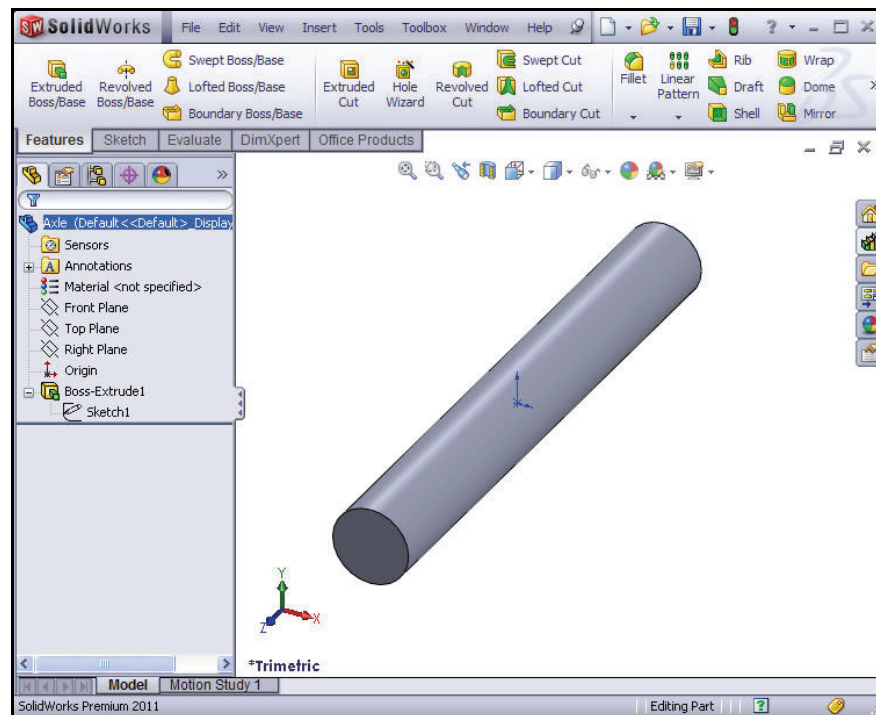 SolidWorks File Edit View Insert Tools Toolbox Window Help ?
Extruded Boss/Base
Revolved Boss/Base
Swept Boss/Base
Lofted Boss/Base
Boundary Boss/Base
Extruded Cut
Hole Wizard
Revolved Cut
Swept Cut
Lofted Cut
Boundary Cut
Fillet
Linear Pattern
Rib
Draft
Shell
Wrap
Dome
Mirror
Features Sketch Evaluate DimXpert Office Products
Axle (Default<<Default>_Display
Sensors
Annotations
Material <not specified>
Front Plane
Top Plane
Right Plane
Origin
Boss-Extrude1
Sketch1
Y
X
Z
*Trimetric
Model Motion Study 1
SolidWorks Premium 2011 Editing Part ?